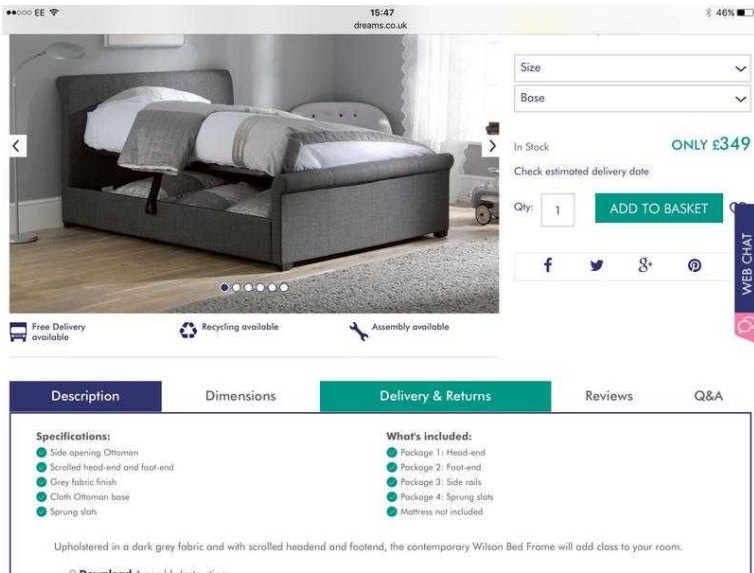 EE
15:47
46%
dreams.co.uk
Size
Base
In Stock
ONLY £349
Check estimated delivery date
Qty:
1
ADD TO BASKET
WEB CHAT
Free Delivery
available
Recycling available
Assembly available
Description
Dimensions
Delivery & Returns
Reviews
Q&A
Specifications:
Side opening Ottoman
Scrolled head-end and foot-end
Grey fabric finish
Cloth Ottoman base
Sprung slats
What's included:
Package 1: Head-end
Package 2: Foot-end
Package 3: Side rails
Package 4: Sprung slats
Mattress not included
Upholstered in a dark grey fabric and with scrolled headend and footend, the contemporary Wilson Bed Frame will add class to your room.
Download Assembly Instructions